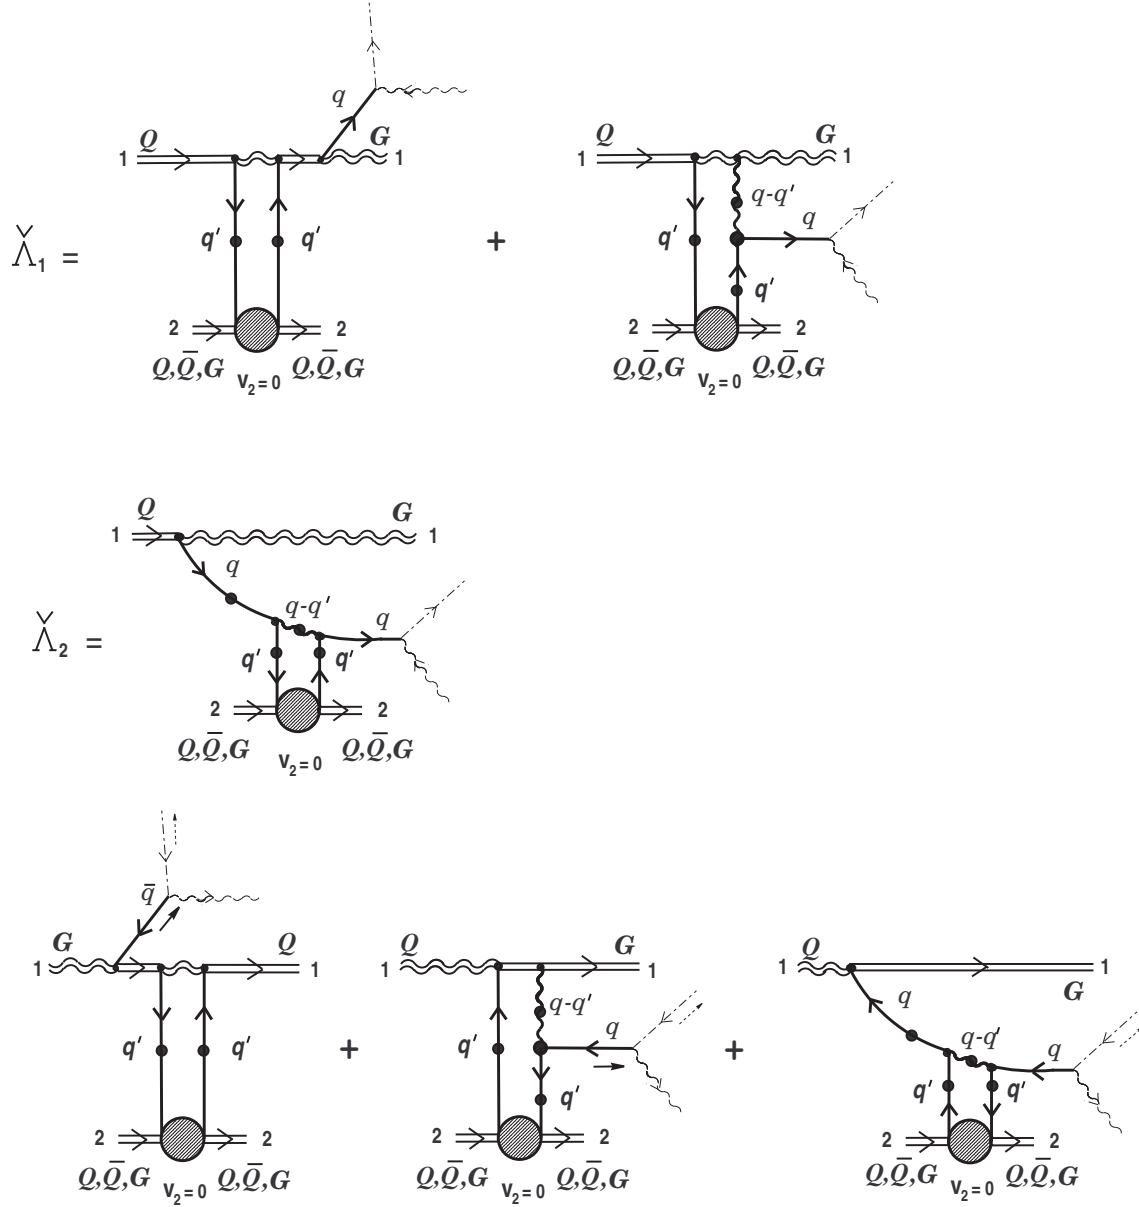 q
Q G
1 1
q′ q′
2 2
Q,Q̄,G Q,Q̄,G
v₂ = 0
Λ̌₁ =
+
Q G
1 1
q-q′
q′ q
q′
2 2
Q,Q̄,G Q,Q̄,G
v₂ = 0
Q G
1 1
q
q-q′ q
Λ̌₂ =
q′ q′
2 2
Q,Q̄,G Q,Q̄,G
v₂ = 0
q̄
G Q
1 1
q′ q′
2 2
Q,Q̄,G Q,Q̄,G
v₂ = 0
+
Q G
1 1
q-q′
q′ q
q′
2 2
Q,Q̄,G Q,Q̄,G
v₂ = 0
+
Q
1 1
G
q
q-q′ q
q′ q′
2 2
Q,Q̄,G Q,Q̄,G
v₂ = 0